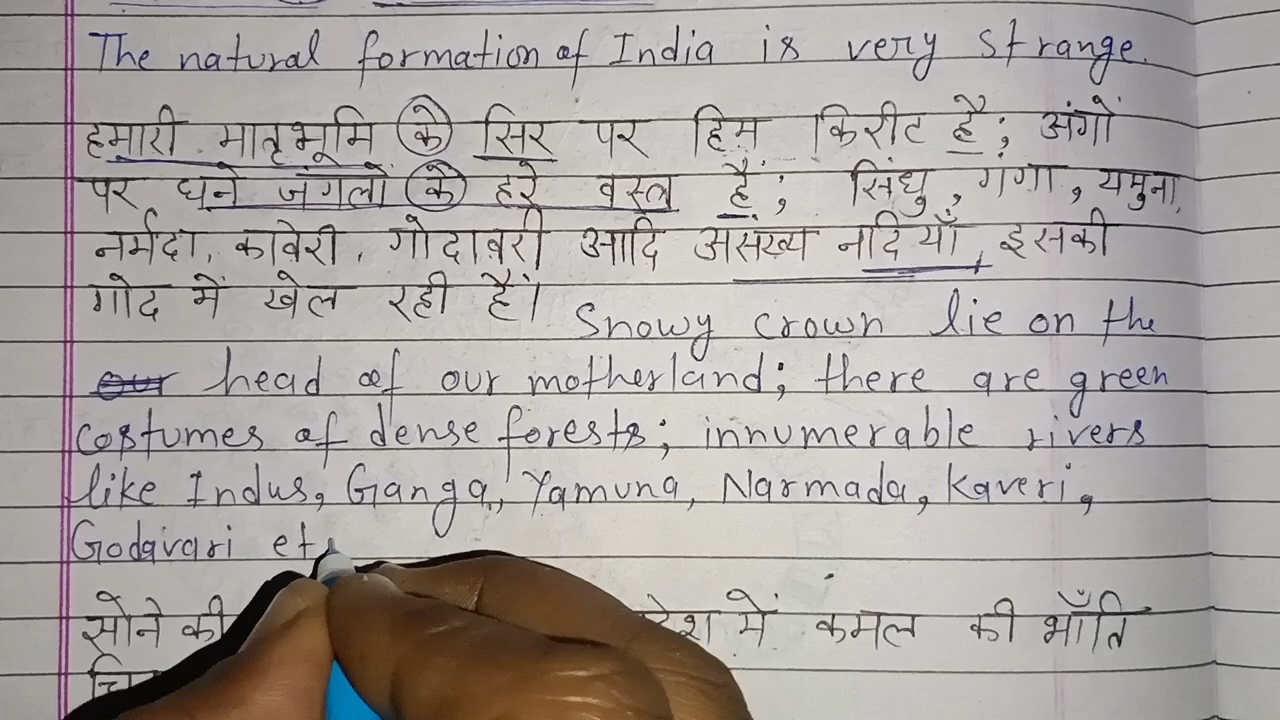 The natural formation of India is very strange.
हमारी मातृभूमि के सिर पर हिम किरीट है; अंगों
पर घने जंगलों के हरे वस्त्र हैं; सिंधु, गंगा, यमुना,
नर्मदा, कावेरी, गोदावरी आदि असंख्य नदियाँ इसकी
गोद में खेल रही हैं। Snowy crown lie on the
our head of our motherland; there are green
costumes of dense forests; innumerable rivers
like Indus, Ganga, Yamuna, Narmada, Kaveri,
Godavari et
सोने की में कमल की भाँति